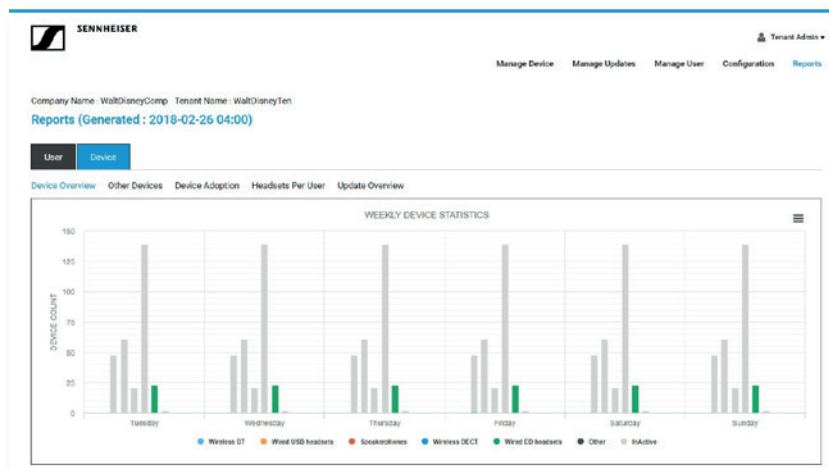 SENNHEISER
Tenant Admin
Manage Device Manage Updates Manage User Configuration Reports
Company Name : WaltDisneyComp Tenant Name : WaltDisneyTen
Reports (Generated : 2018-02-26 04:00)
User Device
Device Overview Other Devices Device Adoption Headsets Per User Update Overview
WEEKLY DEVICE STATISTICS
150
125
100
75
50
25
0
DEVICE COUNT
Tuesday Wednesday Thursday Friday Saturday Sunday
Wireless BT Wired USB headsets Speakerphones Wireless DECT Wired ED headsets Other InActive